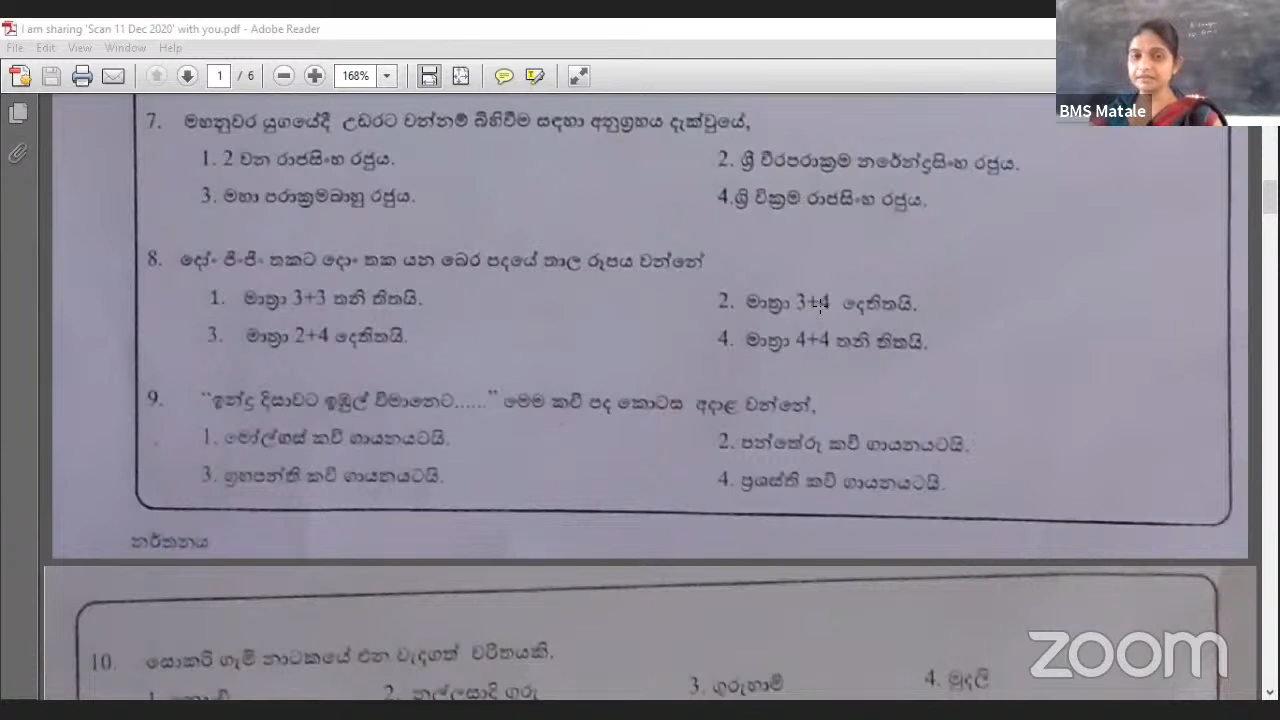 I am sharing 'Scan 11 Dec 2020' with you.pdf - Adobe Reader
File Edit View Window Help
1 / 6 168%
BMS Matale
7. මහනුවර යුගයේදී උඩරට වන්නම් බිහිවීම සඳහා අනුග්‍රහය දැක්වුයේ,
1. 2 වන රාජසිංහ රජුය.
2. ශ්‍රී වීරපරාක්‍රම නරේන්ද්‍රසිංහ රජුය.
3. මහා පරාක්‍රමබාහු රජුය.
4.ශ්‍රි වික්‍රම රාජසිංහ රජුය.
8. දෝං ජිංජිං තකට දොං තක යන බෙර පදයේ තාල රූපය වන්නේ
1. මාත්‍රා 3+3 තනි තිතයි.
2. මාත්‍රා 3+4 දෙතිතයි.
3. මාත්‍රා 2+4 දෙතිතයි.
4. මාත්‍රා 4+4 තනි තිතයි.
9. “ඉන්ද්‍ර දිසාවට ඉඹුල් විමානෙට......” මෙම කවි පද කොටස අදාළ වන්නේ,
1. මෝල්ගස් කවි ගායනයටයි.
2. පන්තේරු කවි ගායනයටයි.
3. ග්‍රහපන්ති කවි ගායනයටයි.
4. ප්‍රශස්ති කවි ගායනයටයි.
නර්තනය
10. සොකරි ගැමි නාටකයේ එන වැදගත් චරිතයකි.
2. තල්ලසාදි ගුරු
3. ගුරුහාමි
4. මුදලි
zoom